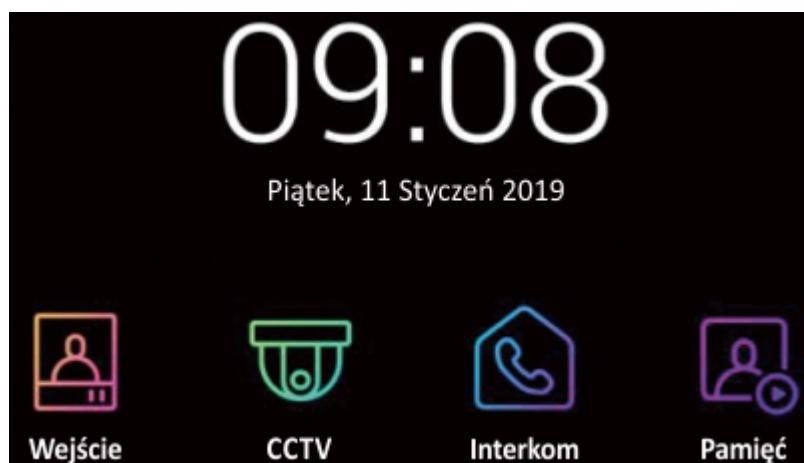 09:08
Piątek, 11 Styczeń 2019
Wejście CCTV Interkom Pamięć